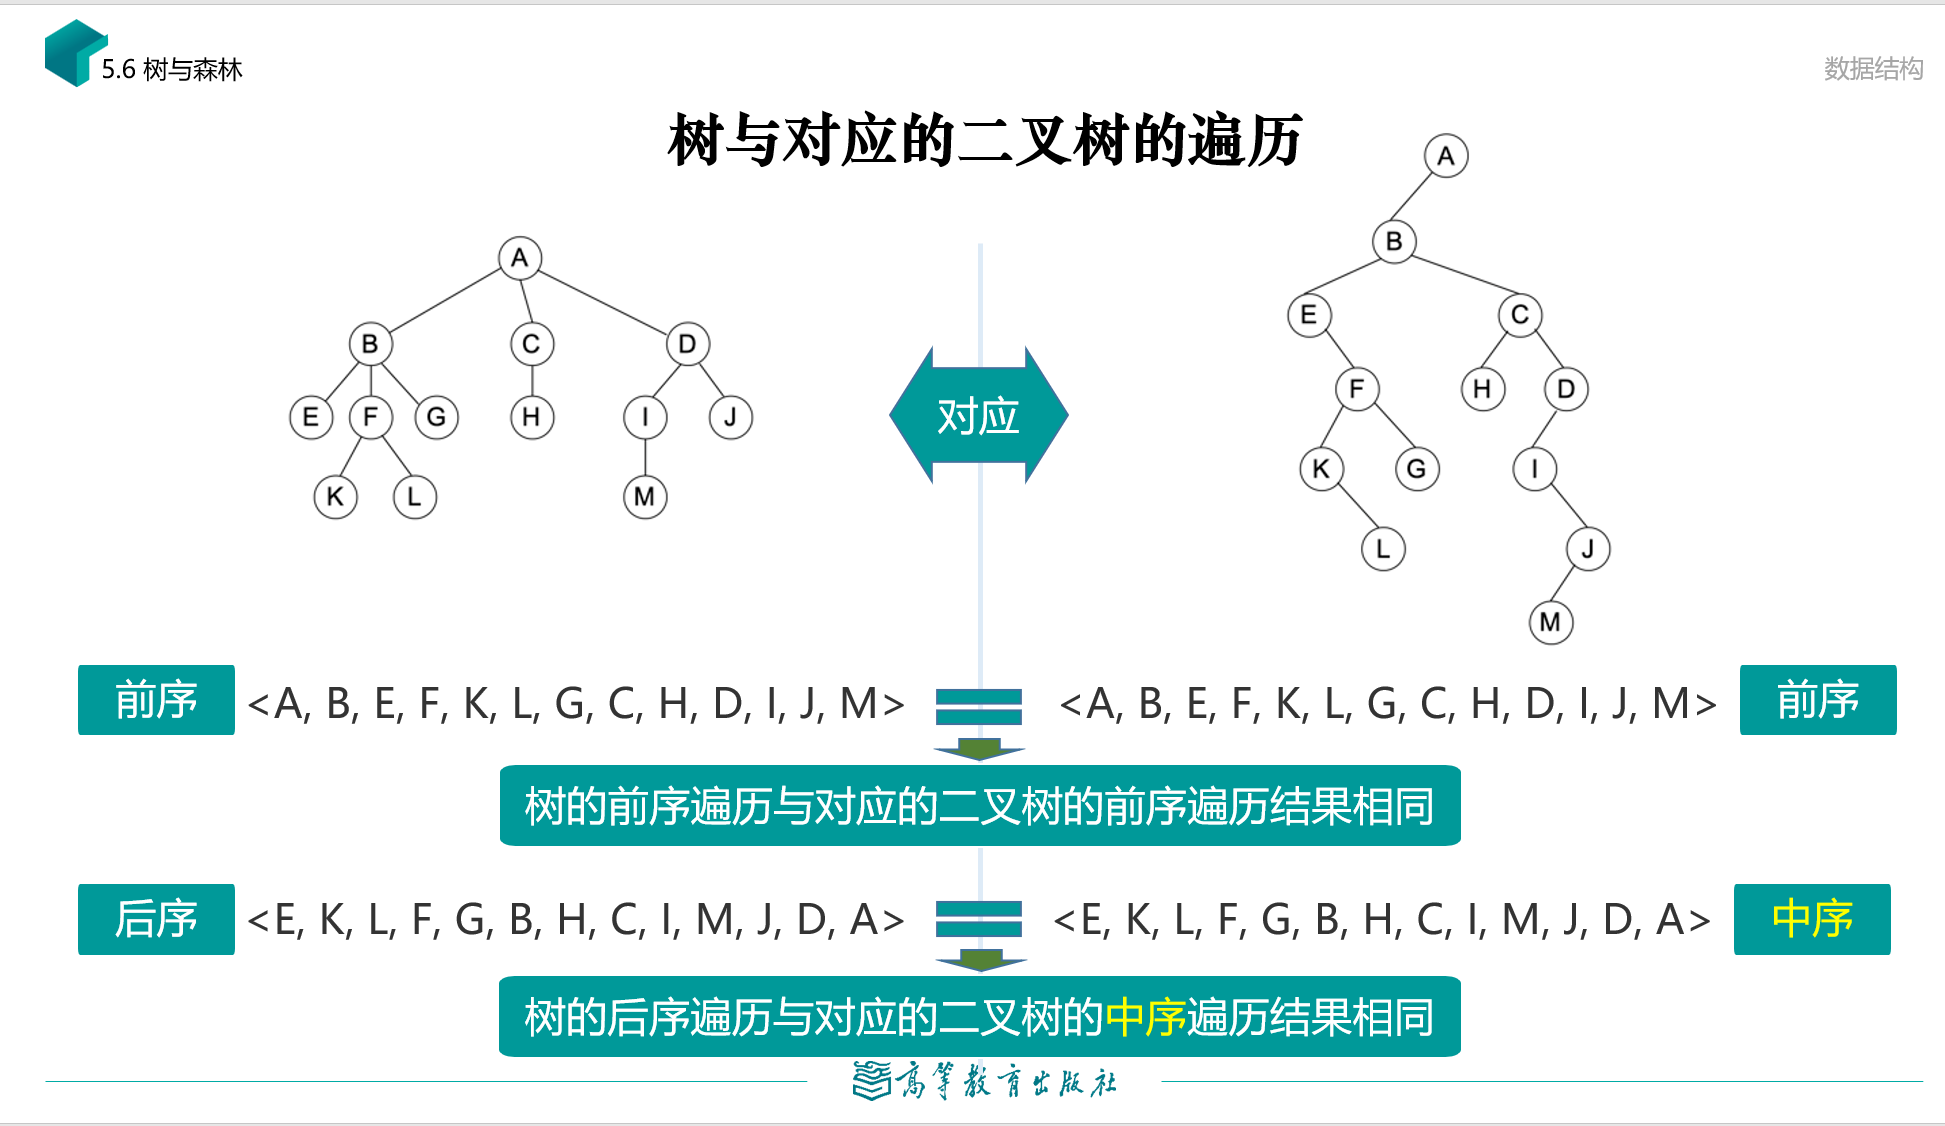 5.6 树与森林
数据结构
树与对应的二叉树的遍历
A
B C D
E F G H I J
K L M
对应
A
B
E C
F H D
K G I
L J
M
前序 <A, B, E, F, K, L, G, C, H, D, I, J, M> <A, B, E, F, K, L, G, C, H, D, I, J, M> 前序
树的前序遍历与对应的二叉树的前序遍历结果相同
后序 <E, K, L, F, G, B, H, C, I, M, J, D, A> <E, K, L, F, G, B, H, C, I, M, J, D, A> 中序
树的后序遍历与对应的二叉树的中序遍历结果相同
高等教育出版社